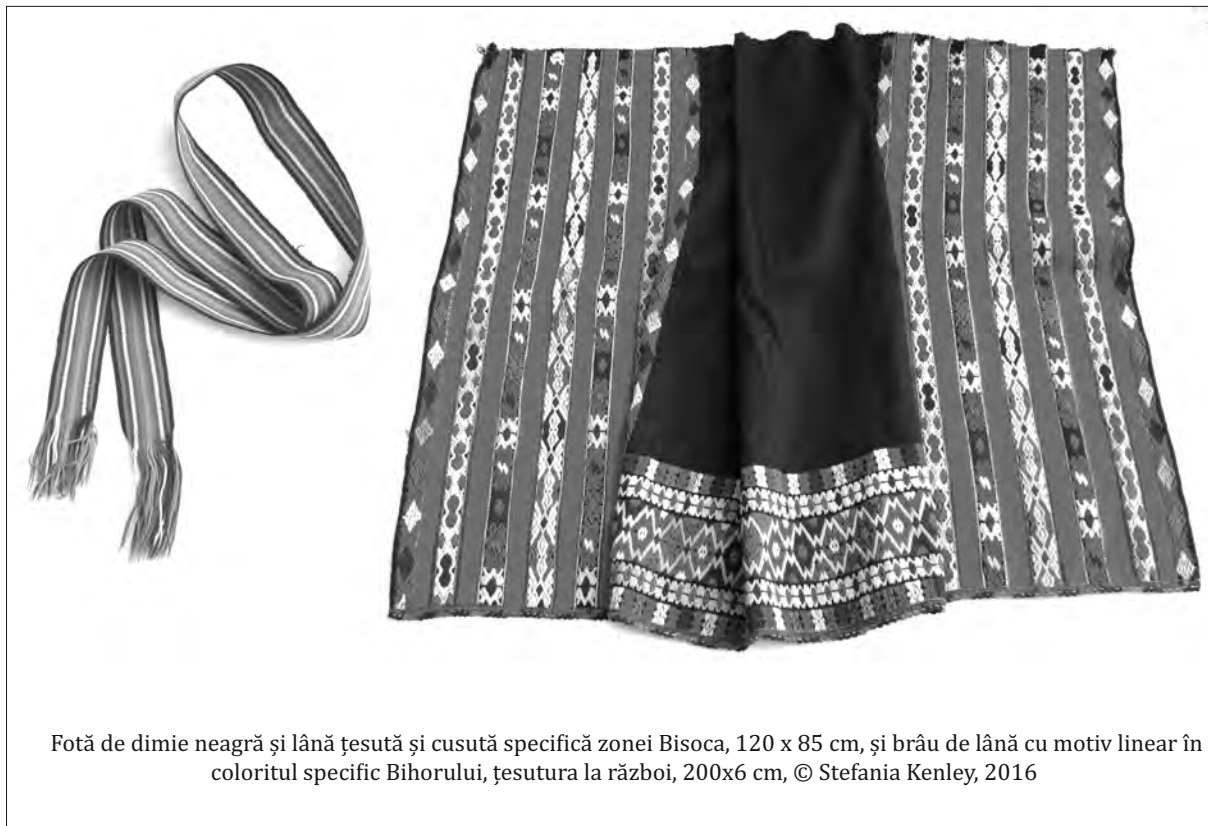 Fotă de dimie neagră și lână țesută și cusută specifică zonei Bisoca, 120 x 85 cm, și brâu de lână cu motiv linear în
coloritul specific Bihorului, țesutura la război, 200x6 cm, © Stefania Kenley, 2016